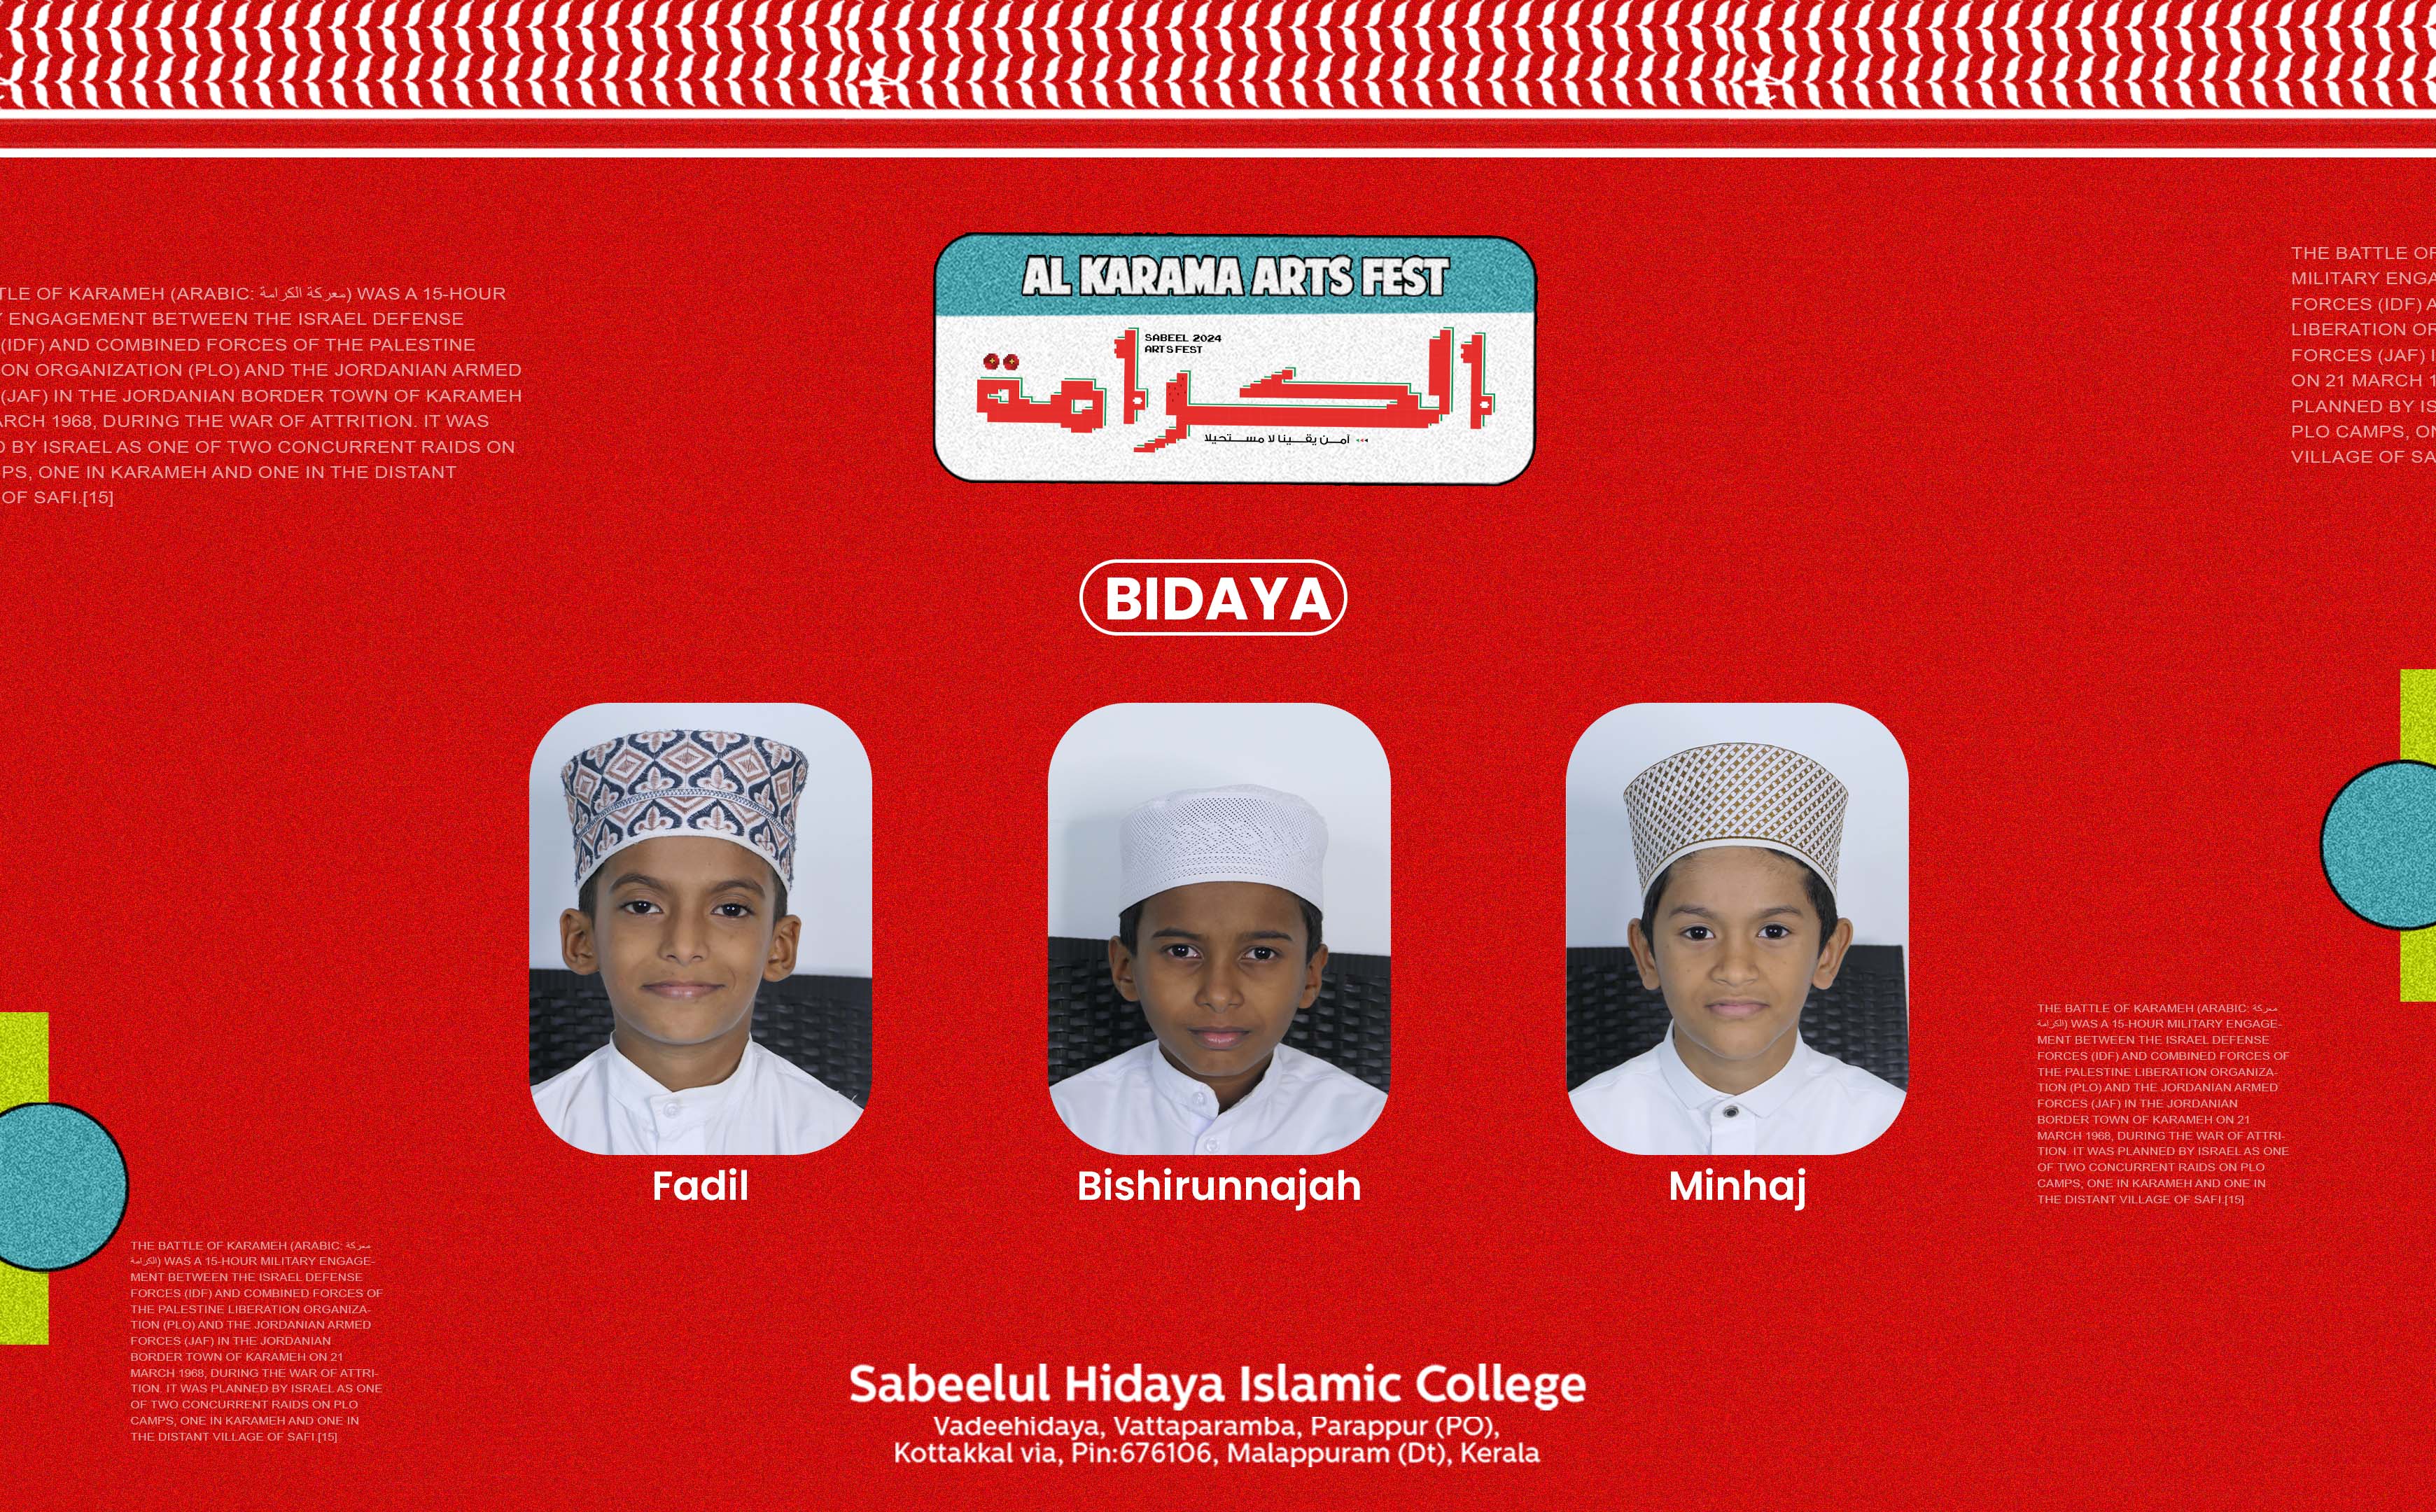 AL KARAMA ARTS FEST
SABEEL 2024
ARTS FEST
الكرامة
آمن يقينا لا مستحيلا
TLE OF KARAMEH (ARABIC: معركة الكرامة) WAS A 15-HOUR
Y ENGAGEMENT BETWEEN THE ISRAEL DEFENSE
(IDF) AND COMBINED FORCES OF THE PALESTINE
ON ORGANIZATION (PLO) AND THE JORDANIAN ARMED
(JAF) IN THE JORDANIAN BORDER TOWN OF KARAMEH
ARCH 1968, DURING THE WAR OF ATTRITION. IT WAS
D BY ISRAEL AS ONE OF TWO CONCURRENT RAIDS ON
PS, ONE IN KARAMEH AND ONE IN THE DISTANT
OF SAFI.[15]
THE BATTLE OF
MILITARY ENGA
FORCES (IDF) A
LIBERATION OR
FORCES (JAF) I
ON 21 MARCH 1
PLANNED BY IS
PLO CAMPS, ON
VILLAGE OF SA
BIDAYA
Fadil
Bishirunnajah
Minhaj
THE BATTLE OF KARAMEH (ARABIC: معركة
الكرامة) WAS A 15-HOUR MILITARY ENGAGE-
MENT BETWEEN THE ISRAEL DEFENSE
FORCES (IDF) AND COMBINED FORCES OF
THE PALESTINE LIBERATION ORGANIZA-
TION (PLO) AND THE JORDANIAN ARMED
FORCES (JAF) IN THE JORDANIAN
BORDER TOWN OF KARAMEH ON 21
MARCH 1968, DURING THE WAR OF ATTRI-
TION. IT WAS PLANNED BY ISRAEL AS ONE
OF TWO CONCURRENT RAIDS ON PLO
CAMPS, ONE IN KARAMEH AND ONE IN
THE DISTANT VILLAGE OF SAFI.[15]
THE BATTLE OF KARAMEH (ARABIC: معركة
الكرامة) WAS A 15-HOUR MILITARY ENGAGE-
MENT BETWEEN THE ISRAEL DEFENSE
FORCES (IDF) AND COMBINED FORCES OF
THE PALESTINE LIBERATION ORGANIZA-
TION (PLO) AND THE JORDANIAN ARMED
FORCES (JAF) IN THE JORDANIAN
BORDER TOWN OF KARAMEH ON 21
MARCH 1968, DURING THE WAR OF ATTRI-
TION. IT WAS PLANNED BY ISRAEL AS ONE
OF TWO CONCURRENT RAIDS ON PLO
CAMPS, ONE IN KARAMEH AND ONE IN
THE DISTANT VILLAGE OF SAFI.[15]
Sabeelul Hidaya Islamic College
Vadeehidaya, Vattaparamba, Parappur (PO),
Kottakkal via, Pin:676106, Malappuram (Dt), Kerala